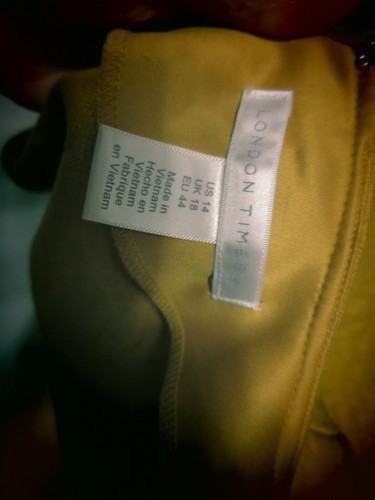 LONDON TIMES
US 14
UK 18
EU 44
Made in
Vietnam
Hecho en
Vietnam
Fabriqué
en Vietnam